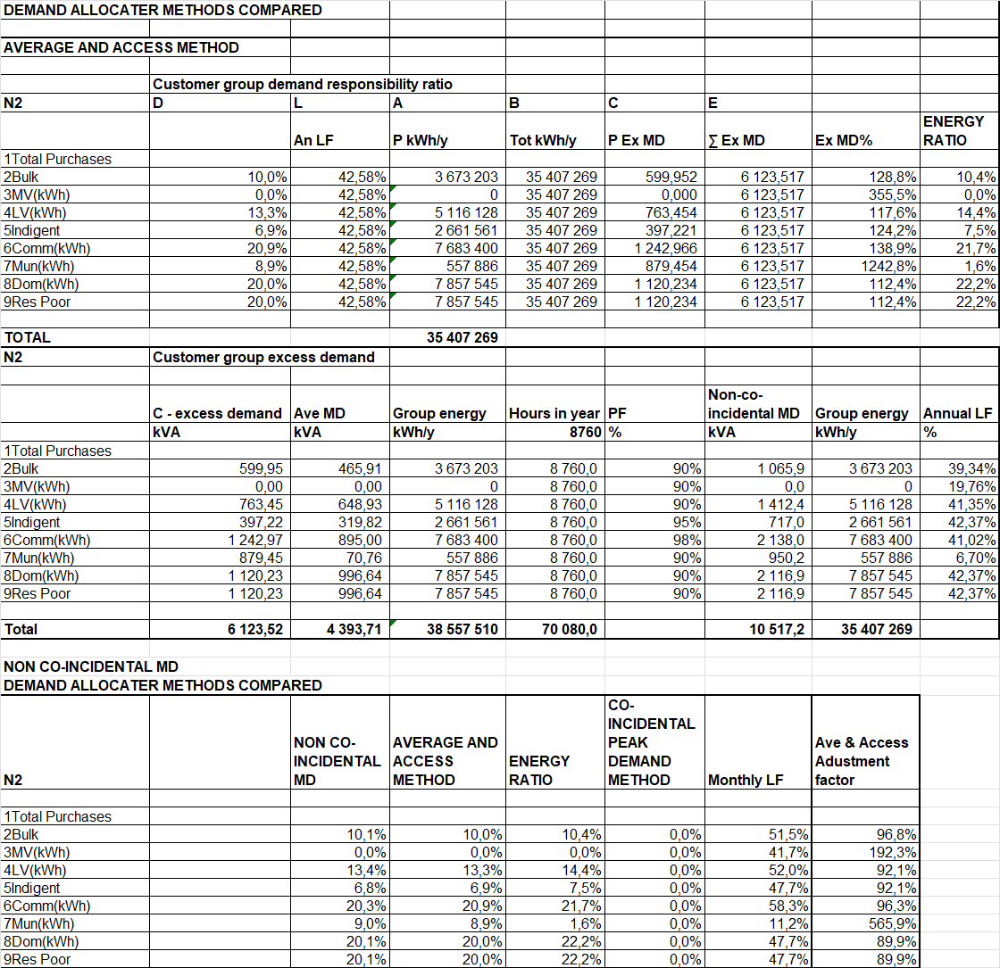 DEMAND ALLOCATER METHODS COMPARED
AVERAGE AND ACCESS METHOD
Customer group demand responsibility ratio
N2 D L A B C E
An LF P kWh/y Tot kWh/y P Ex MD ∑ Ex MD Ex MD% ENERGY RATIO
1Total Purchases
2Bulk 10,0% 42,58% 3 673 203 35 407 269 599,952 6 123,517 128,8% 10,4%
3MV(kWh) 0,0% 42,58% 0 35 407 269 0,000 6 123,517 355,5% 0,0%
4LV(kWh) 13,3% 42,58% 5 116 128 35 407 269 763,454 6 123,517 117,6% 14,4%
5Indigent 6,9% 42,58% 2 661 561 35 407 269 397,221 6 123,517 124,2% 7,5%
6Comm(kWh) 20,9% 42,58% 7 683 400 35 407 269 1 242,966 6 123,517 138,9% 21,7%
7Mun(kWh) 8,9% 42,58% 557 886 35 407 269 879,454 6 123,517 1242,8% 1,6%
8Dom(kWh) 20,0% 42,58% 7 857 545 35 407 269 1 120,234 6 123,517 112,4% 22,2%
9Res Poor 20,0% 42,58% 7 857 545 35 407 269 1 120,234 6 123,517 112,4% 22,2%
TOTAL 35 407 269
N2 Customer group excess demand
C - excess demand Ave MD Group energy Hours in year PF Non-co-incidental MD Group energy Annual LF
kVA kVA kWh/y 8760 % kVA kWh/y %
1Total Purchases
2Bulk 599,95 465,91 3 673 203 8 760,0 90% 1 065,9 3 673 203 39,34%
3MV(kWh) 0,00 0,00 0 8 760,0 90% 0,0 0 19,76%
4LV(kWh) 763,45 648,93 5 116 128 8 760,0 90% 1 412,4 5 116 128 41,35%
5Indigent 397,22 319,82 2 661 561 8 760,0 95% 717,0 2 661 561 42,37%
6Comm(kWh) 1 242,97 895,00 7 683 400 8 760,0 98% 2 138,0 7 683 400 41,02%
7Mun(kWh) 879,45 70,76 557 886 8 760,0 90% 950,2 557 886 6,70%
8Dom(kWh) 1 120,23 996,64 7 857 545 8 760,0 90% 2 116,9 7 857 545 42,37%
9Res Poor 1 120,23 996,64 7 857 545 8 760,0 90% 2 116,9 7 857 545 42,37%
Total 6 123,52 4 393,71 38 557 510 70 080,0 10 517,2 35 407 269
NON CO-INCIDENTAL MD
DEMAND ALLOCATER METHODS COMPARED
N2 NON CO-INCIDENTAL MD AVERAGE AND ACCESS METHOD ENERGY RATIO CO-INCIDENTAL PEAK DEMAND METHOD Monthly LF Ave & Access Adustment factor
1Total Purchases
2Bulk 10,1% 10,0% 10,4% 0,0% 51,5% 96,8%
3MV(kWh) 0,0% 0,0% 0,0% 0,0% 41,7% 192,3%
4LV(kWh) 13,4% 13,3% 14,4% 0,0% 52,0% 92,1%
5Indigent 6,8% 6,9% 7,5% 0,0% 47,7% 92,1%
6Comm(kWh) 20,3% 20,9% 21,7% 0,0% 58,3% 96,3%
7Mun(kWh) 9,0% 8,9% 1,6% 0,0% 11,2% 565,9%
8Dom(kWh) 20,1% 20,0% 22,2% 0,0% 47,7% 89,9%
9Res Poor 20,1% 20,0% 22,2% 0,0% 47,7% 89,9%